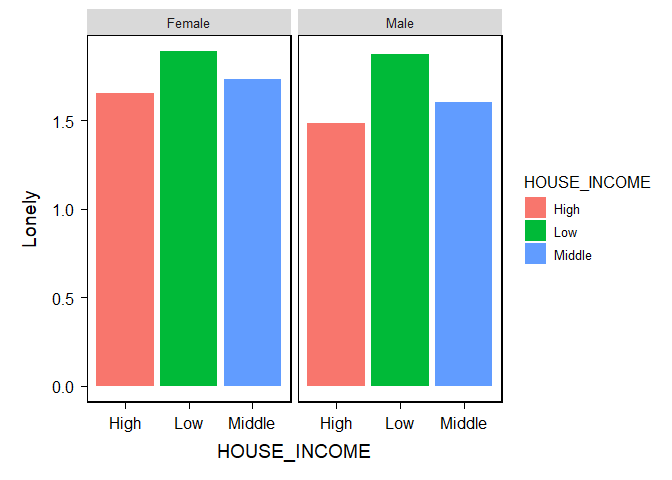 Female Male
1.5
1.0
0.5
0.0
Lonely
High Low Middle High Low Middle
HOUSE_INCOME
HOUSE_INCOME
High
Low
Middle